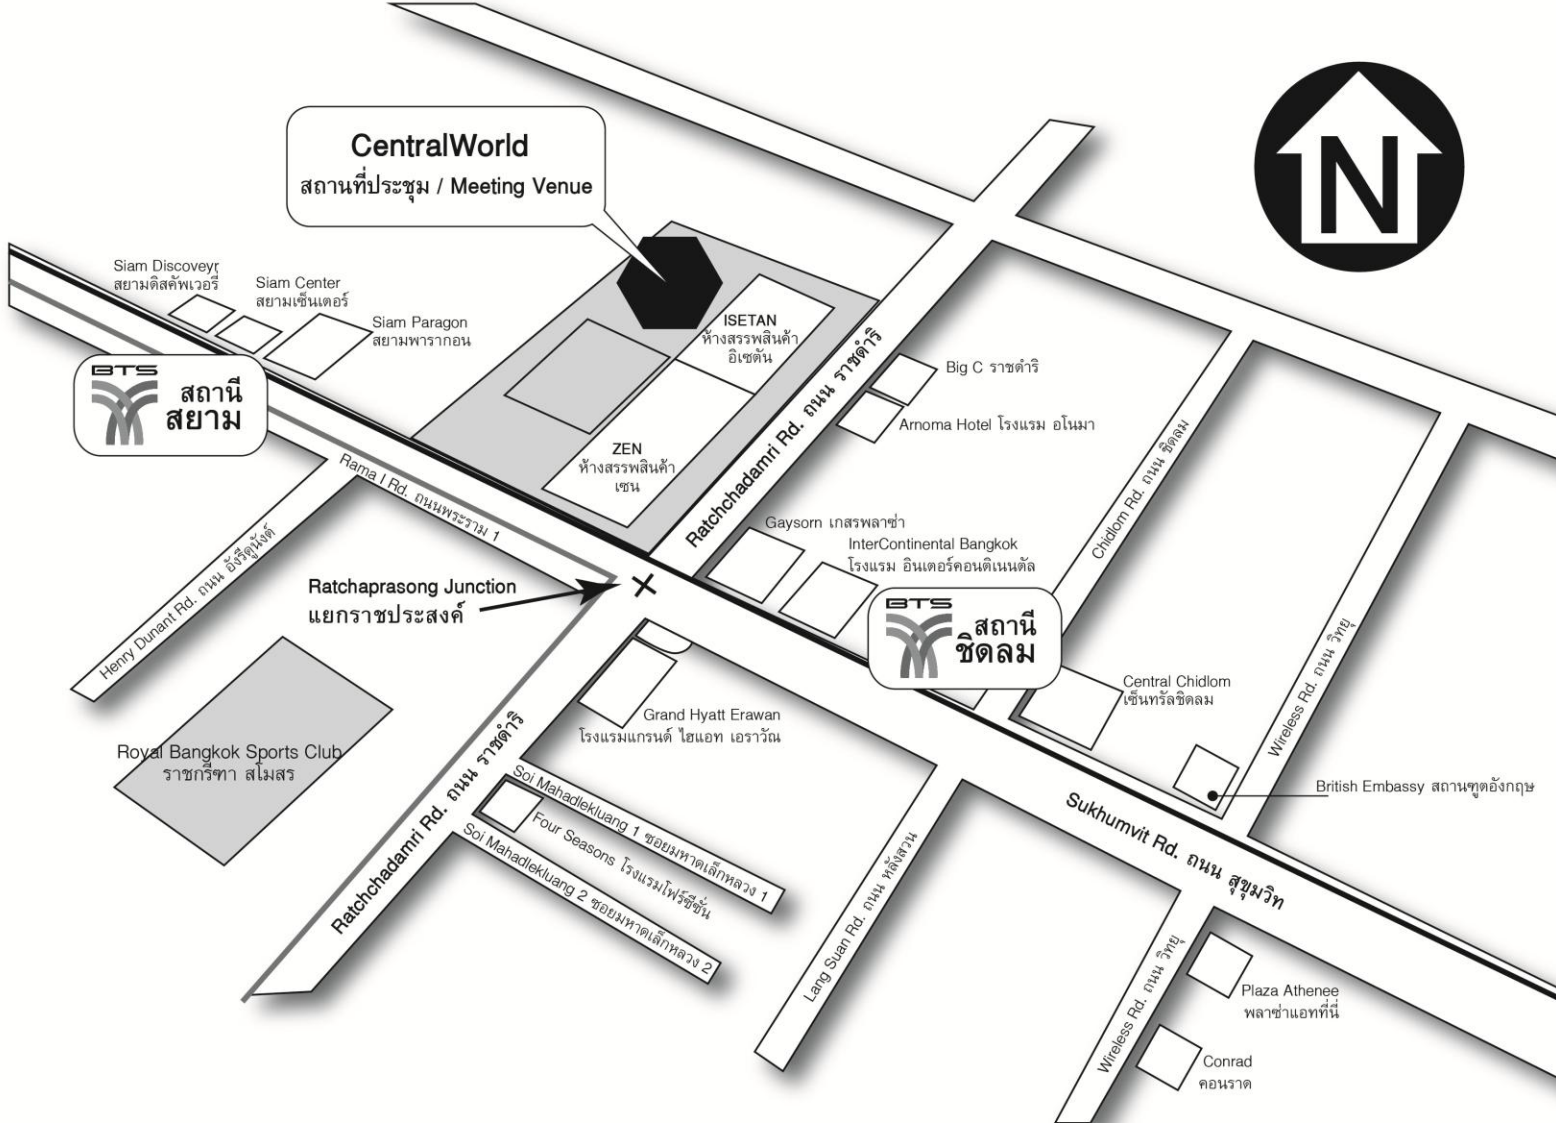 CentralWorld
สถานที่ประชุม / Meeting Venue
N
Siam Discoveyr
สยามดิสคัพเวอรี่
Siam Center
สยามเซ็นเตอร์
Siam Paragon
สยามพารากอน
ISETAN
ห้างสรรพสินค้า
อิเซตัน
BTS
สถานี
สยาม
ZEN
ห้างสรรพสินค้า
เซน
Ratchchadamri Rd. ถนน ราชดำริ
Big C ราชดำริ
Arnoma Hotel โรงแรม อโนมา
Chidlom Rd. ถนน ชิดลม
Rama I Rd. ถนนพระราม 1
Henry Dunant Rd. ถนน อังรีดูนังต์
Gaysorn เกสรพลาซ่า
InterContinental Bangkok
โรงแรม อินเตอร์คอนติเนนตัล
Ratchaprasong Junction
แยกราชประสงค์
BTS
สถานี
ชิดลม
Wireless Rd. ถนน วิทยุ
Central Chidlom
เซ็นทรัลชิดลม
Grand Hyatt Erawan
โรงแรมแกรนด์ ไฮแอท เอราวัณ
Royal Bangkok Sports Club
ราชกรีฑา สโมสร
British Embassy สถานฑูตอังกฤษ
Ratchchadamri Rd. ถนน ราชดำริ
Soi Mahadlekluang 1 ซอยมหาดเล็กหลวง 1
Four Seasons โรงแรมโฟร์ซีซั่น
Soi Mahadlekluang 2 ซอยมหาดเล็กหลวง 2
Sukhumvit Rd. ถนน สุขุมวิท
Lang Suan Rd. ถนน หลังสวน
Wireless Rd. ถนน วิทยุ
Plaza Athenee
พลาซ่าแอทที่นี่
Conrad
คอนราด